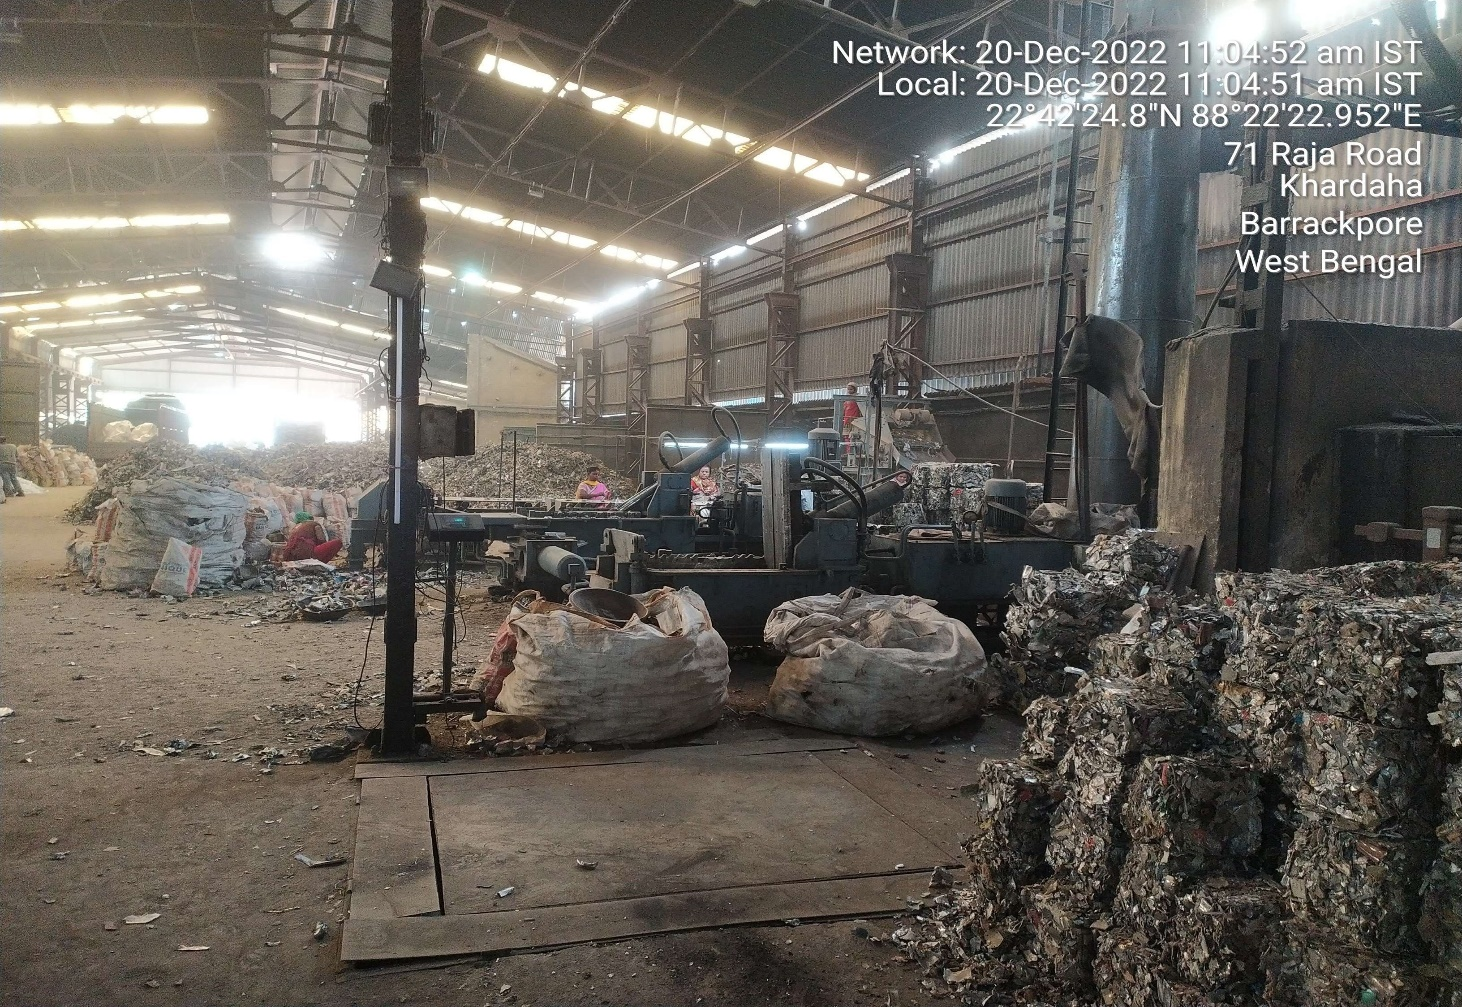 Network: 20-Dec-2022 11:04:52 am IST
Local: 20-Dec-2022 11:04:51 am IST
22°42'24.8"N 88°22'22.952"E
71 Raja Road
Khardaha
Barrackpore
West Bengal